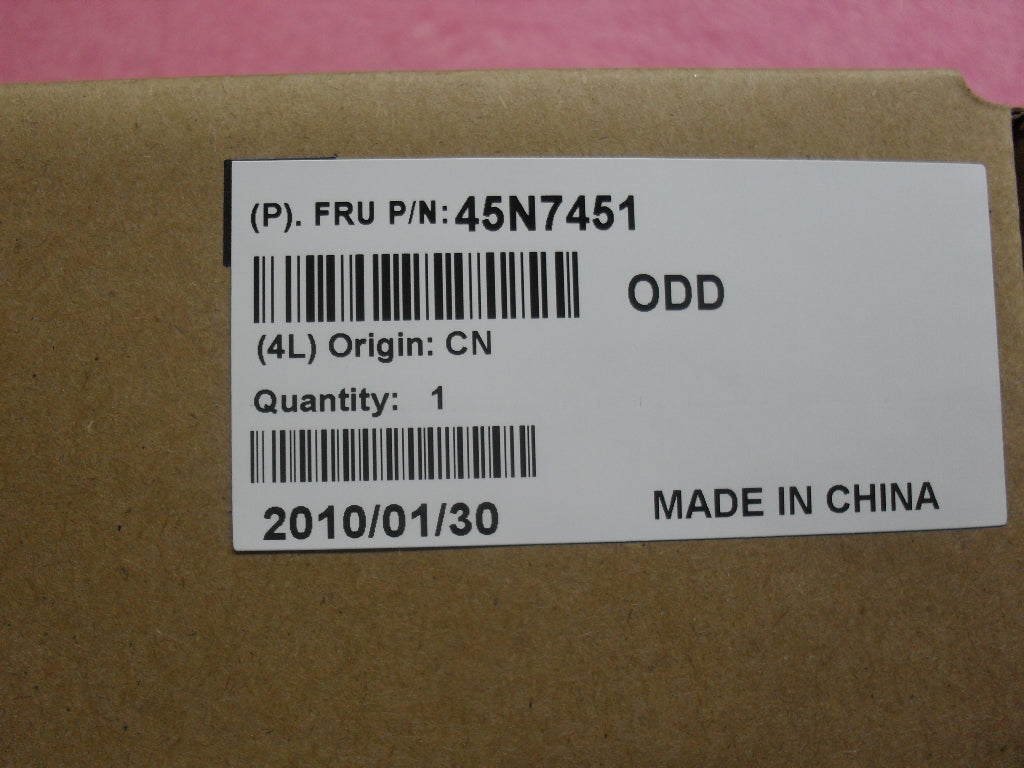 (P). FRU P/N: 45N7451
ODD
(4L) Origin: CN
Quantity: 1
2010/01/30
MADE IN CHINA